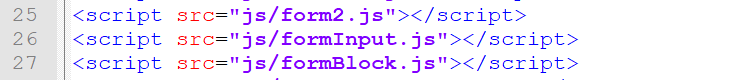 25 <script src="js/form2.js"></script>
26 <script src="js/formInput.js"></script>
27 <script src="js/formBlock.js"></script>